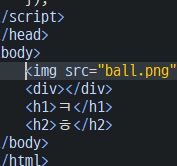 });
/script>
/head>
body>
<img src="ball.png"
<div></div>
<h1>ㅋ</h1>
<h2>ㅎ</h2>
/body>
/html>